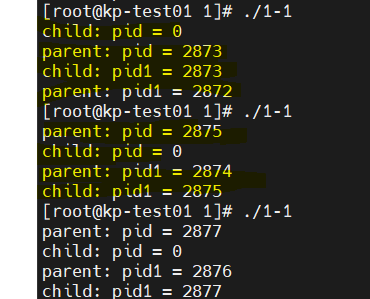 [root@kp-test01 1]# ./1-1
child: pid = 0
parent: pid = 2873
child: pid1 = 2873
parent: pid1 = 2872
[root@kp-test01 1]# ./1-1
parent: pid = 2875
child: pid = 0
parent: pid1 = 2874
child: pid1 = 2875
[root@kp-test01 1]# ./1-1
parent: pid = 2877
child: pid = 0
parent: pid1 = 2876
child: pid1 = 2877